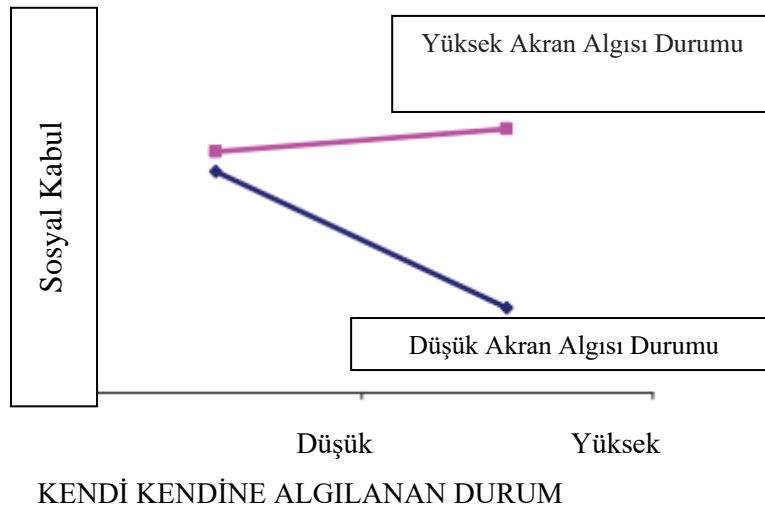 Yüksek Akran Algısı Durumu
Sosyal Kabul
Düşük Akran Algısı Durumu
Düşük Yüksek
KENDİ KENDİNE ALGILANAN DURUM